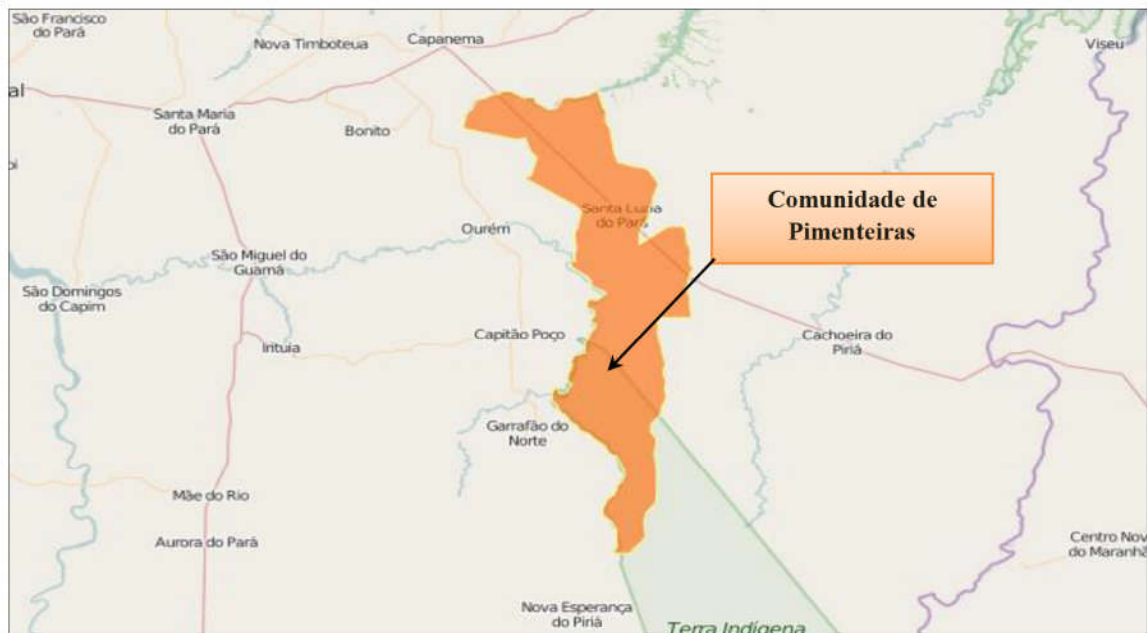 São Francisco
do Pará
Nova Timboteua
Capanema
Viseu
al
Santa Maria
do Pará
Bonito
Comunidade de
Pimenteiras
Santa Luzia
do Pará
Ourém
São Miguel do
Guamá
São Domingos
do Capim
Capitão Poço
Irituia
Cachoeira do
Piriá
Garrafão do
Norte
Mãe do Rio
Aurora do Pará
Centro Nov
do Maranhã
Nova Esperança
do Piriá
Terra Indígena